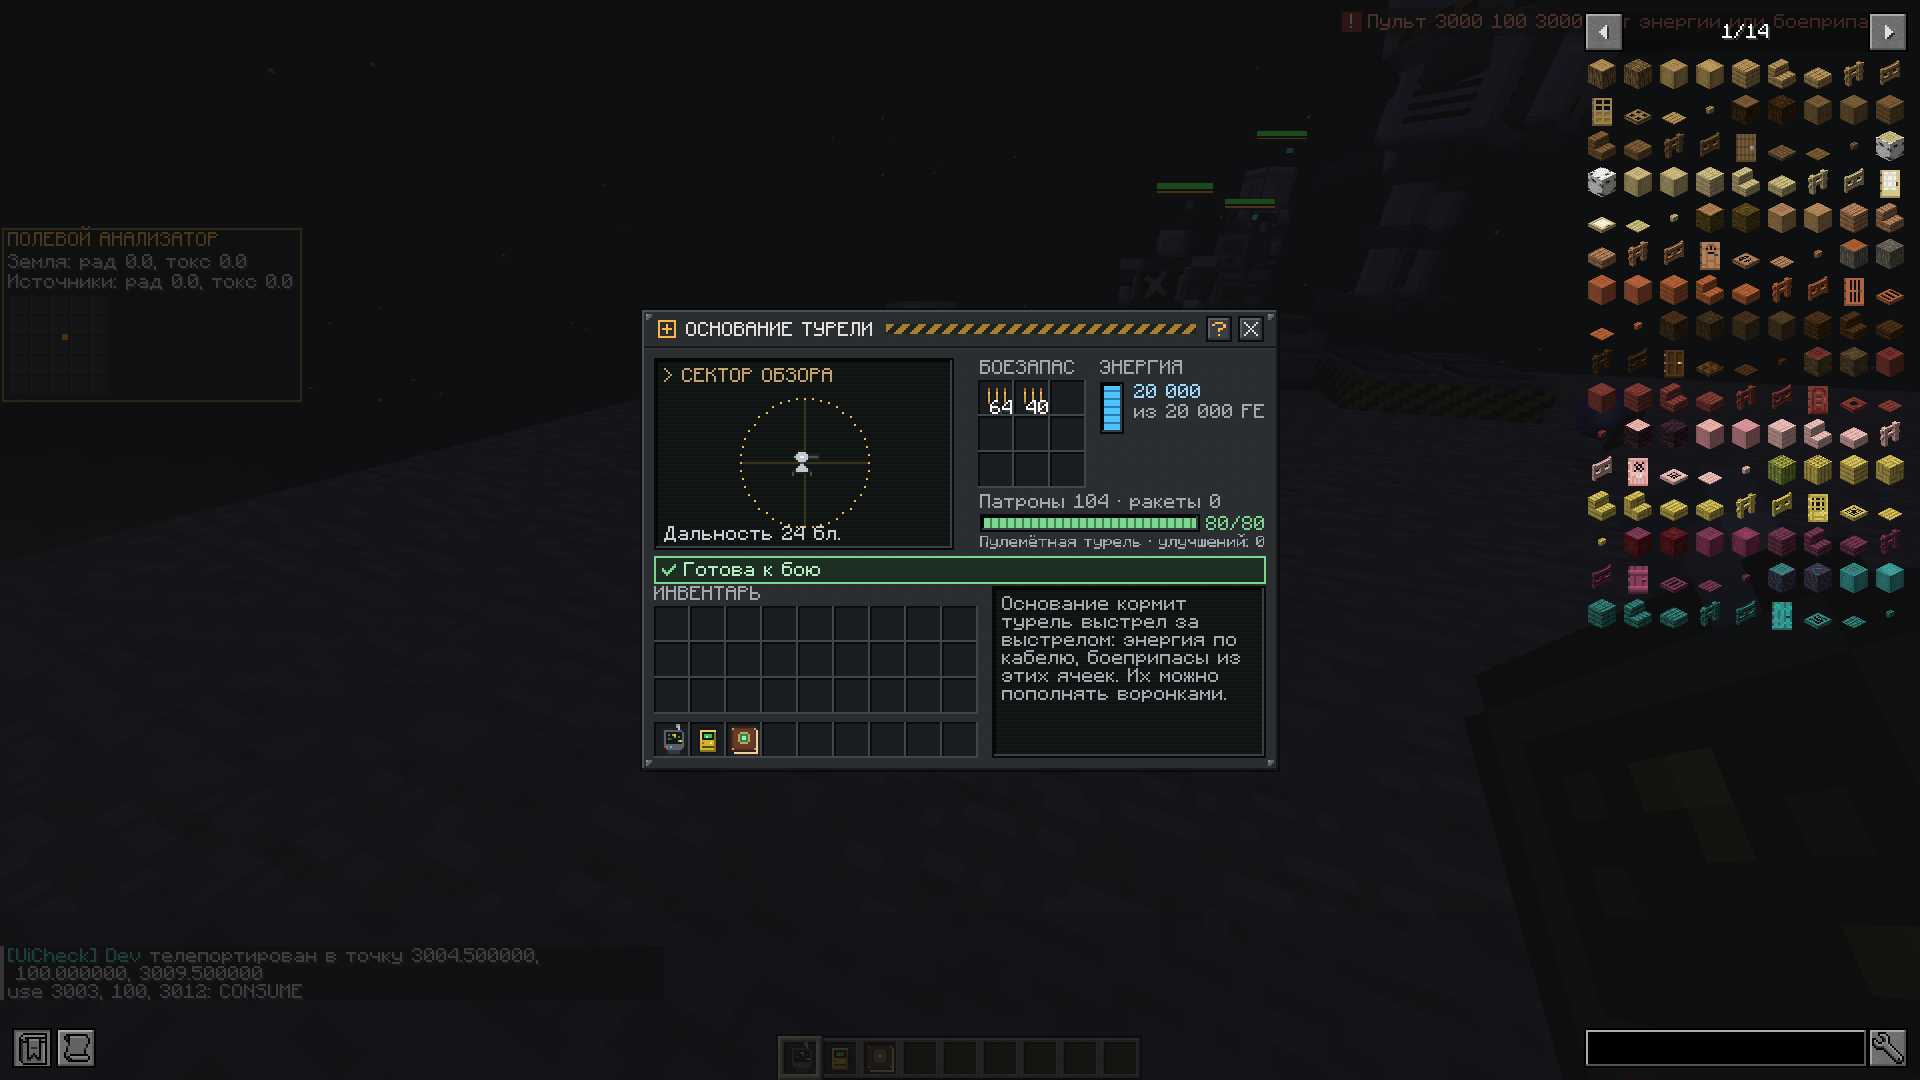 ! Пульт 3000 100 3000
т энергии или боеприпа
1/14
ПОЛЕВОЙ АНАЛИЗАТОР
Земля: рад 0.0, токс 0.0
Источники: рад 0.0, токс 0.0
ОСНОВАНИЕ ТУРЕЛИ
?
> СЕКТОР ОБЗОРА
Дальность 24 бл.
БОЕЗАПАС
64 40
ЭНЕРГИЯ
20 000
из 20 000 FE
Патроны 104 · ракеты 0
80/80
Пулемётная турель · улучшений: 0
Готова к бою
ИНВЕНТАРЬ
Основание кормит
турель выстрел за
выстрелом: энергия по
кабелю, боеприпасы из
этих ячеек. Их можно
пополнять воронками.
[UiCheck] Dev телепортирован в точку 3004.500000,
100.000000, 3009.500000
use 3003, 100, 3012: CONSUME